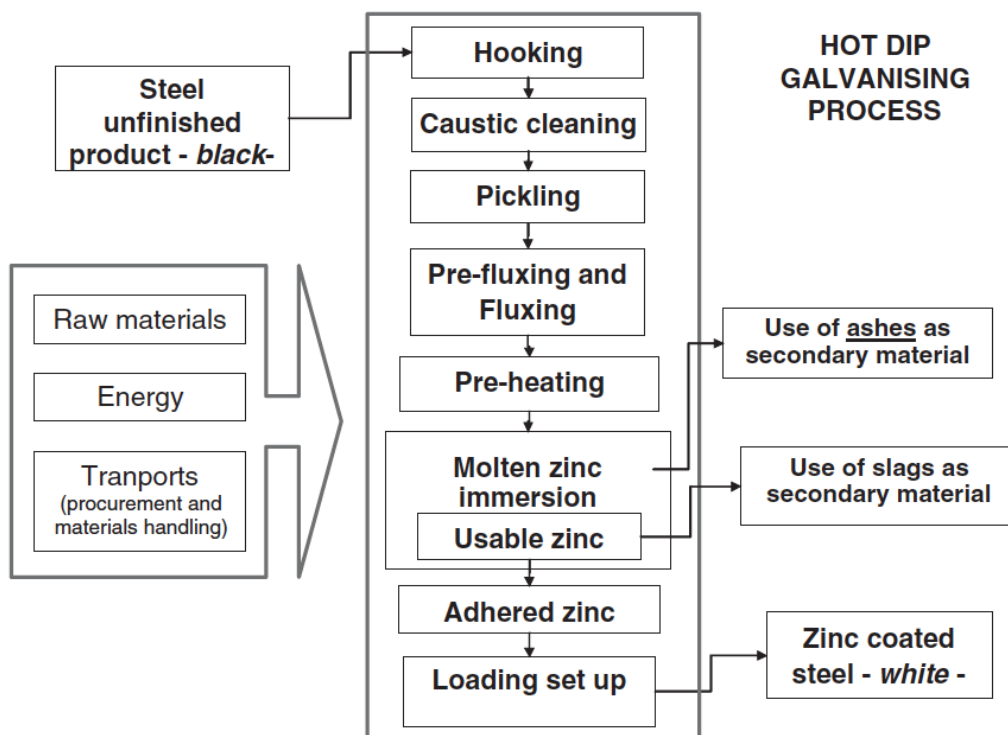 HOT DIP
GALVANISING
PROCESS
Steel
unfinished
product - black-
Hooking
Caustic cleaning
Pickling
Pre-fluxing and
Fluxing
Pre-heating
Molten zinc
immersion
Usable zinc
Adhered zinc
Loading set up
Raw materials
Energy
Tranports
(procurement and
materials handling)
Use of ashes as
secondary material
Use of slags as
secondary material
Zinc coated
steel - white -